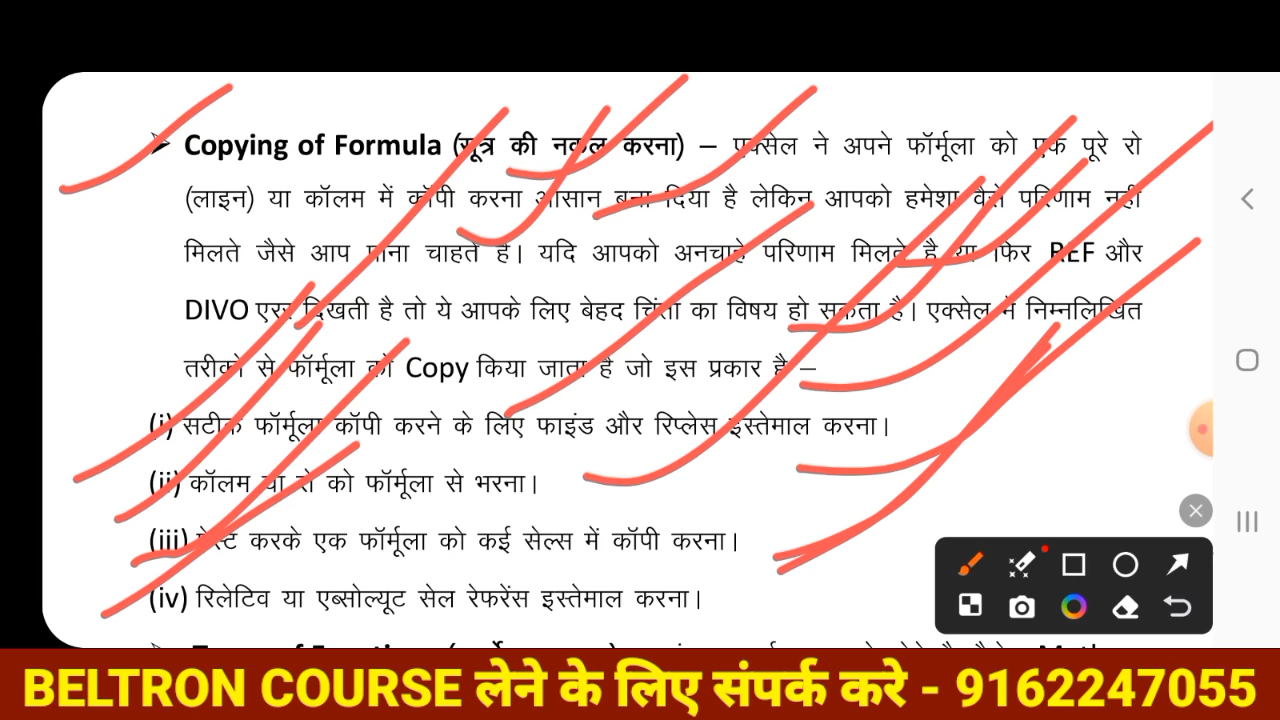 ➤ Copying of Formula (सूत्र की नकल करना) – एक्सेल ने अपने फॉर्मूला को एक पूरे रो
(लाइन) या कॉलम में कॉपी करना आसान बना दिया है लेकिन आपको हमेशा वैसे परिणाम नहीं
मिलते जैसे आप पाना चाहते हैं। यदि आपको अनचाहे परिणाम मिलते है या फिर REF और
DIVO एरर दिखती है तो ये आपके लिए बेहद चिंता का विषय हो सकता है। एक्सेल में निम्नलिखित
तरीको से फॉर्मूला को Copy किया जाता है जो इस प्रकार है –
(i) सटीक फॉर्मूला कॉपी करने के लिए फाइंड और रिप्लेस इस्तेमाल करना।
(ii) कॉलम या रो को फॉर्मूला से भरना।
(iii) पेस्ट करके एक फॉर्मूला को कई सेल्स में कॉपी करना।
(iv) रिलेटिव या एब्सोल्यूट सेल रेफरेंस इस्तेमाल करना।
BELTRON COURSE लेने के लिए संपर्क करे - 9162247055